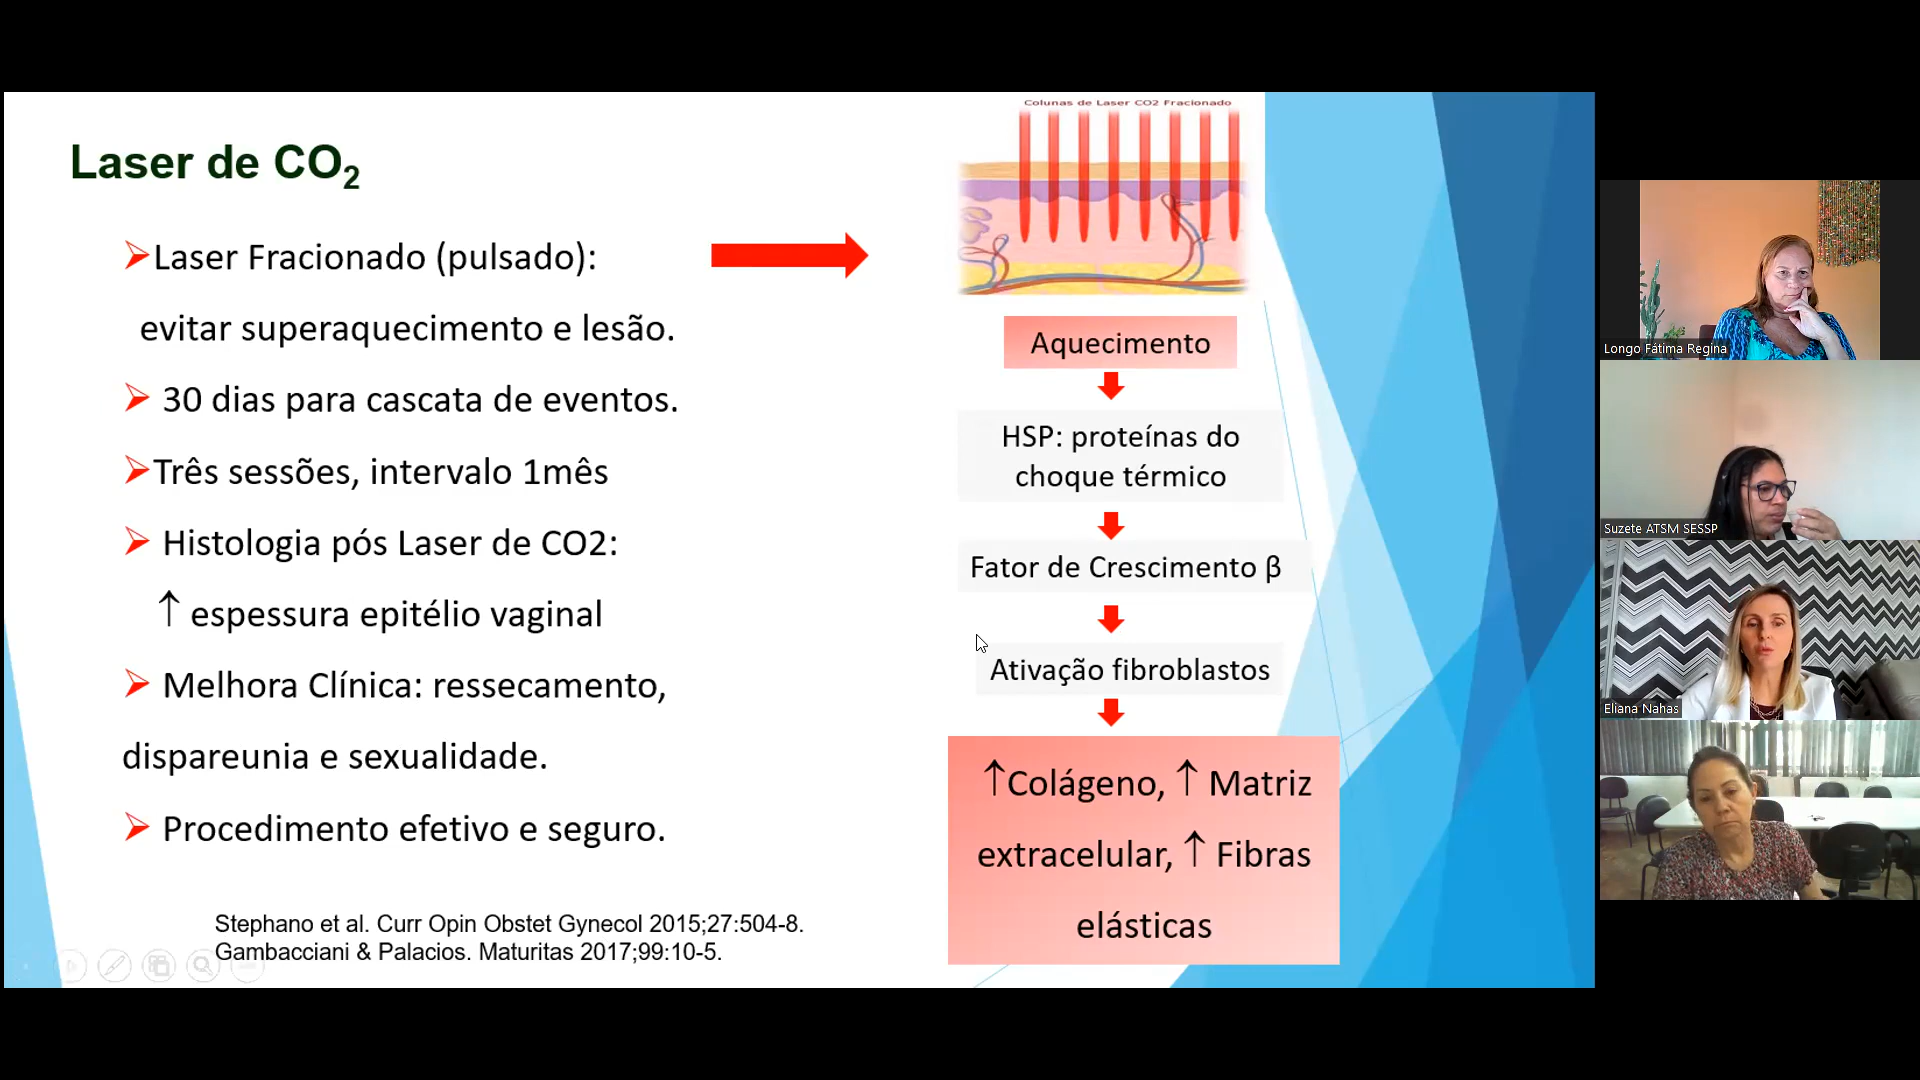 Laser de CO2
Laser Fracionado (pulsado):
evitar superaquecimento e lesão.
30 dias para cascata de eventos.
Três sessões, intervalo 1mês
Histologia pós Laser de CO2:
↑ espessura epitélio vaginal
Melhora Clínica: ressecamento,
dispareunia e sexualidade.
Procedimento efetivo e seguro.
Stephano et al. Curr Opin Obstet Gynecol 2015;27:504-8.
Gambacciani & Palacios. Maturitas 2017;99:10-5.
Colunas de Laser CO2 Fracionado
Aquecimento
HSP: proteínas do
choque térmico
Fator de Crescimento β
Ativação fibroblastos
↑Colágeno, ↑ Matriz
extracelular, ↑ Fibras
elásticas
Longo Fátima Regina
Suzete ATSM SESSP
Eliana Nahas